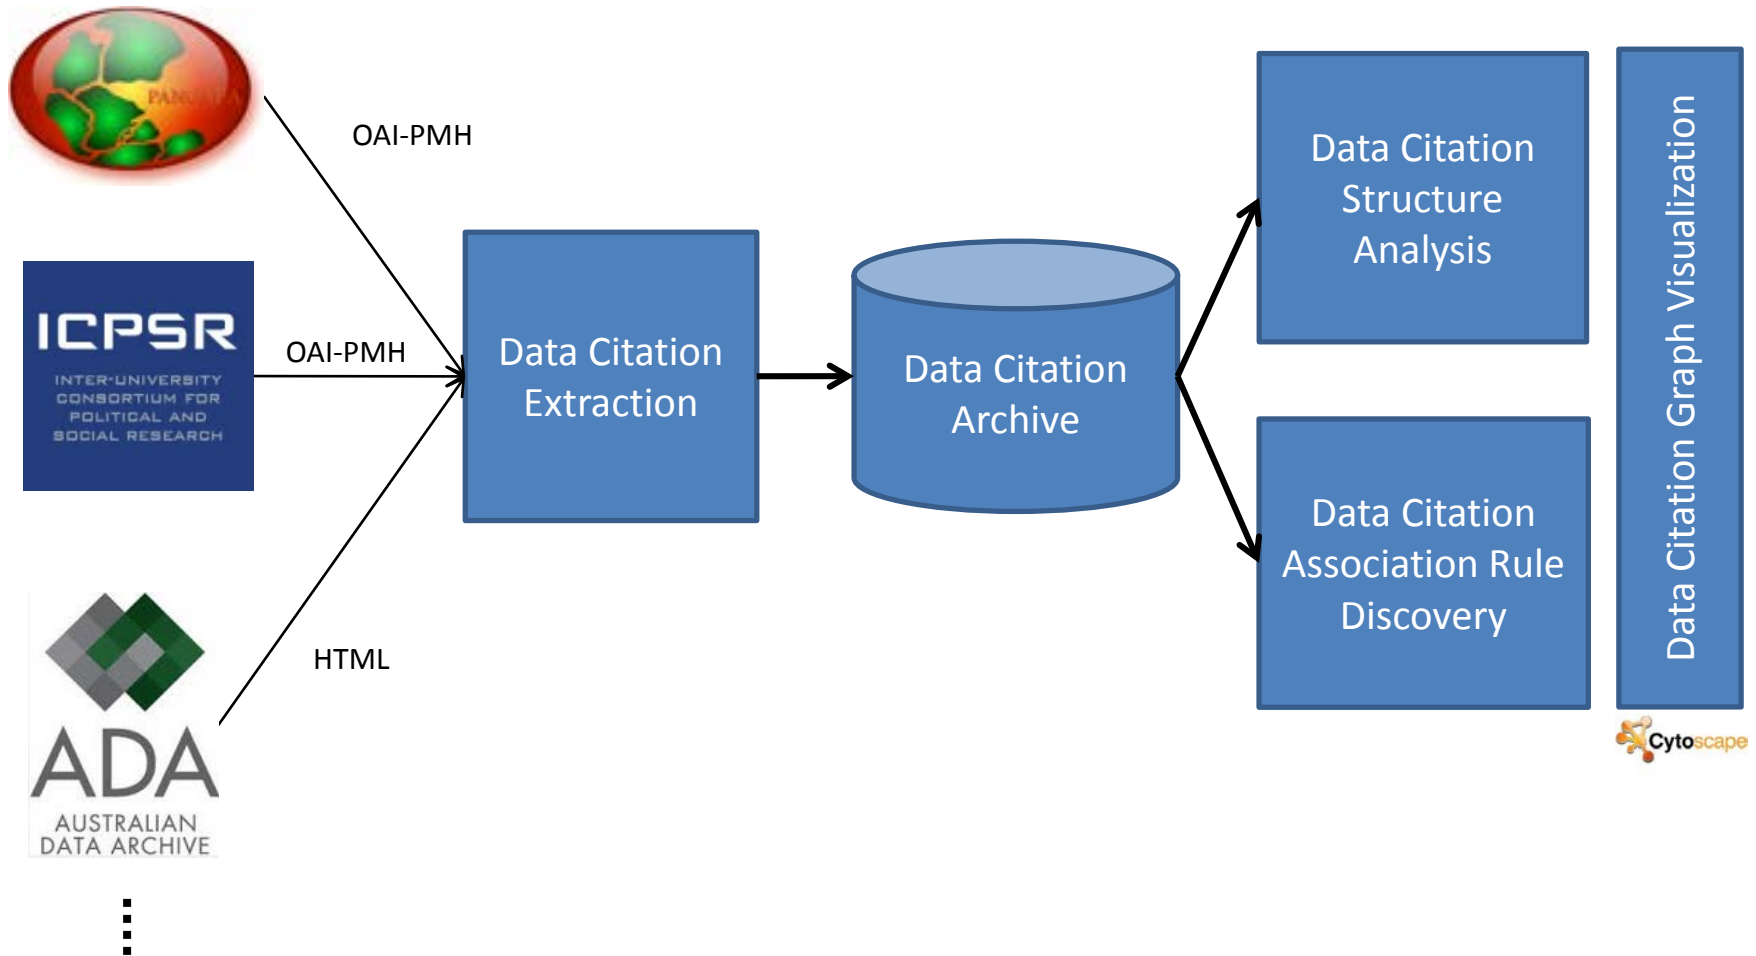 PANGAEA
OAI-PMH
ICPSR
INTER-UNIVERSITY
CONSORTIUM FOR
POLITICAL AND
SOCIAL RESEARCH
OAI-PMH
ADA
AUSTRALIAN
DATA ARCHIVE
HTML
Data Citation
Extraction
Data Citation
Archive
Data Citation
Structure
Analysis
Data Citation
Association Rule
Discovery
Data Citation Graph Visualization
Cytoscape